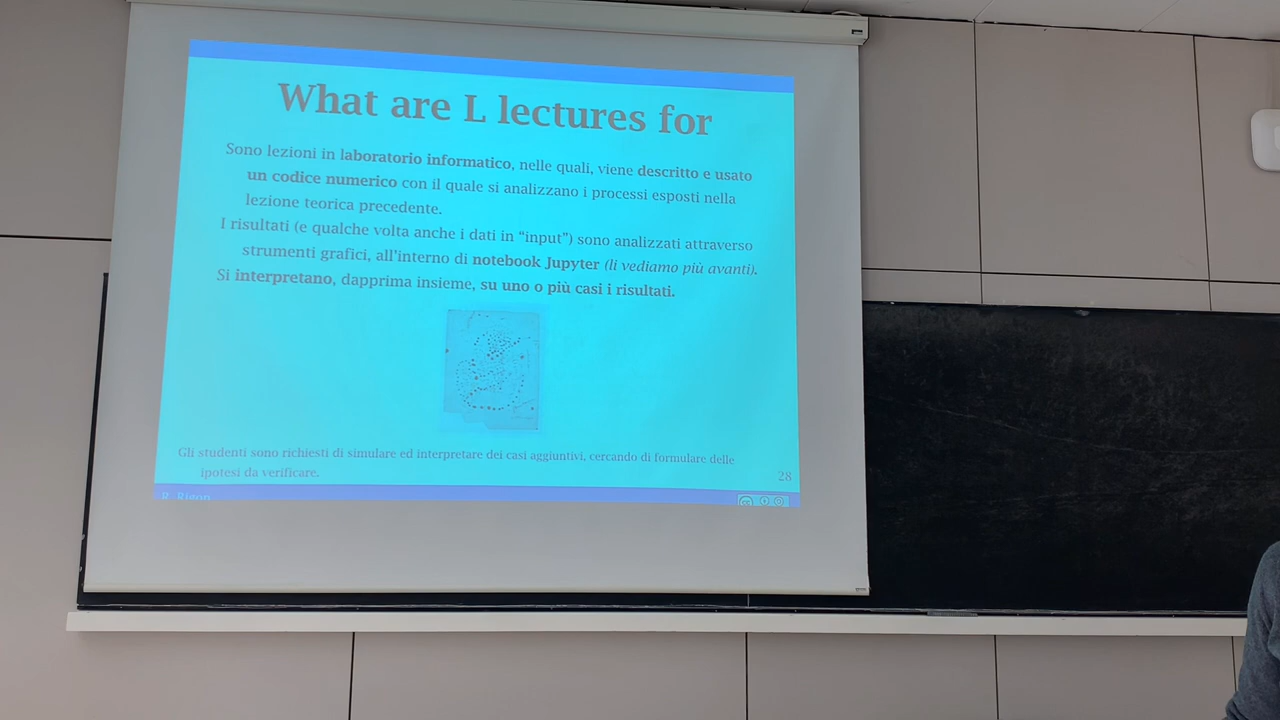 What are L lectures for
Sono lezioni in laboratorio informatico, nelle quali, viene descritto e usato
un codice numerico con il quale si analizzano i processi esposti nella
lezione teorica precedente.
I risultati (e qualche volta anche i dati in “input”) sono analizzati attraverso
strumenti grafici, all'interno di notebook Jupyter (li vediamo più avanti).
Si interpretano, dapprima insieme, su uno o più casi i risultati.
Gli studenti sono richiesti di simulare ed interpretare dei casi aggiuntivi, cercando di formulare delle
ipotesi da verificare.
28
R. Rigon
cc